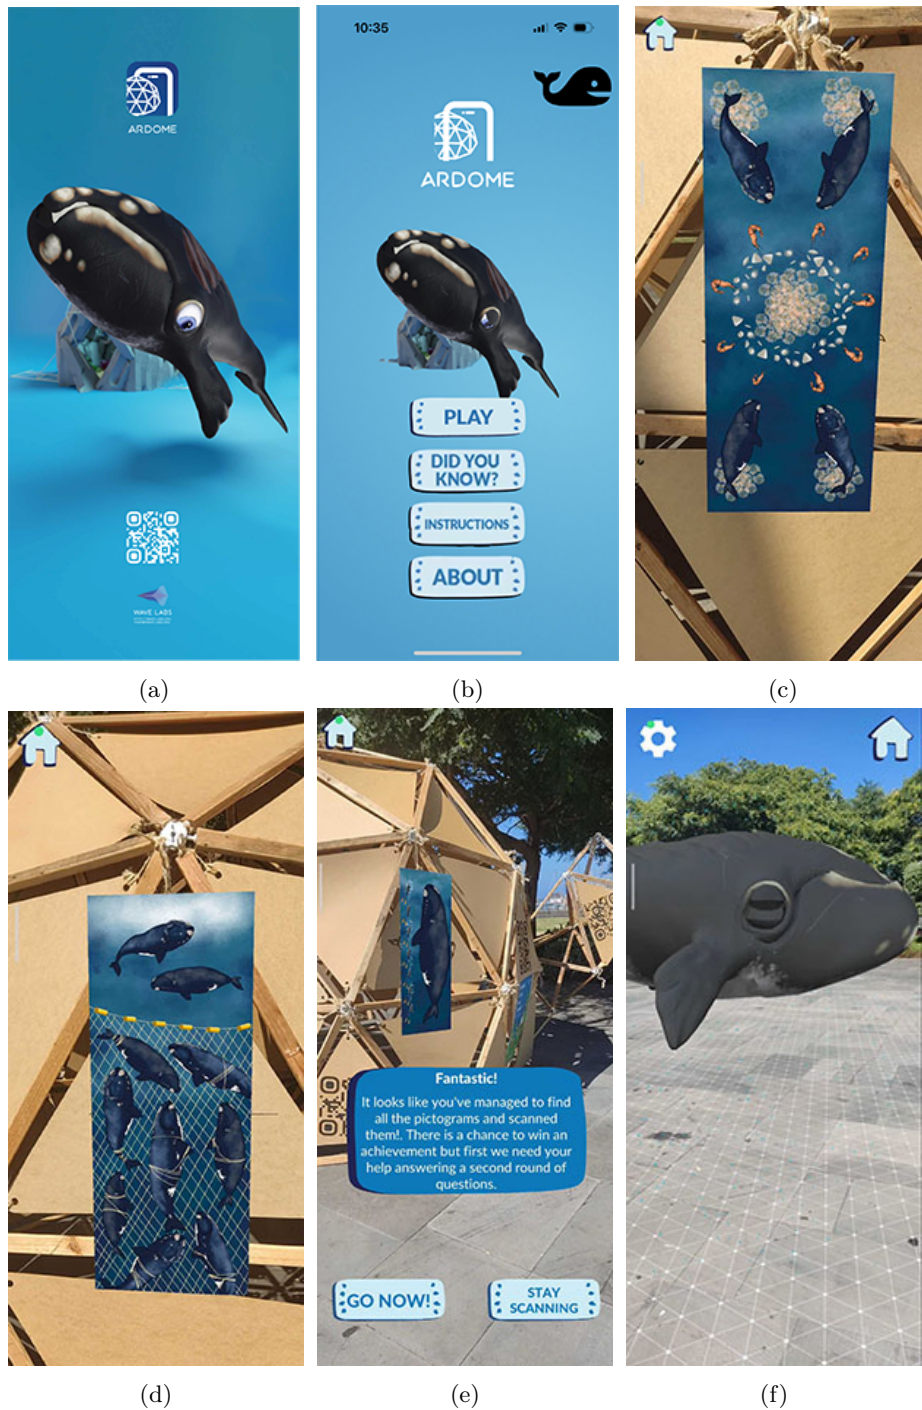 ARDOME
WAVE LABS
(a)
10:35
ARDOME
PLAY
DID YOU
KNOW?
INSTRUCTIONS
ABOUT
(b)
(c)
(d)
Fantastic!
It looks like you've managed to find
all the pictograms and scanned
them!. There is a chance to win an
achievement but first we need your
help answering a second round of
questions.
GO NOW!
STAY
SCANNING
(e)
(f)